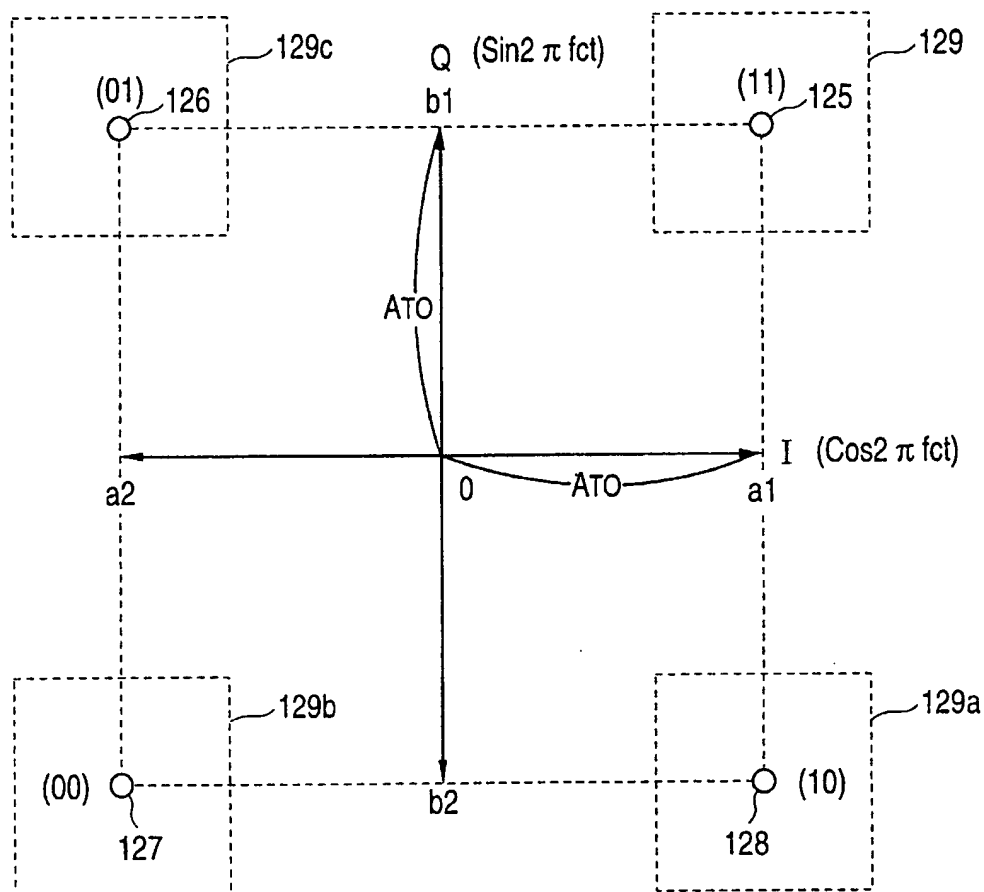 129c
Q (Sin2 π fct)
129
(01)
126
b1
(11)
125
ATO
I (Cos2 π fct)
a2
0
ATO
a1
129b
129a
(00)
b2
(10)
127
128